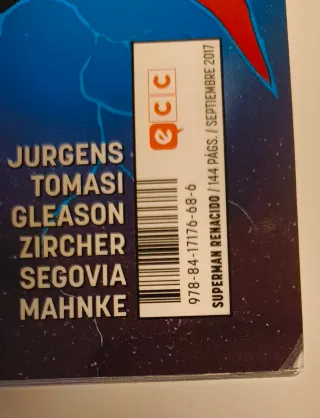 JURGENS
TOMASI
GLEASON
ZIRCHER
SEGOVIA
MAHNKE
ecc
978-84-17176-68-6
SUPERMAN RENACIDO / 144 PÁGS. / SEPTIEMBRE 2017